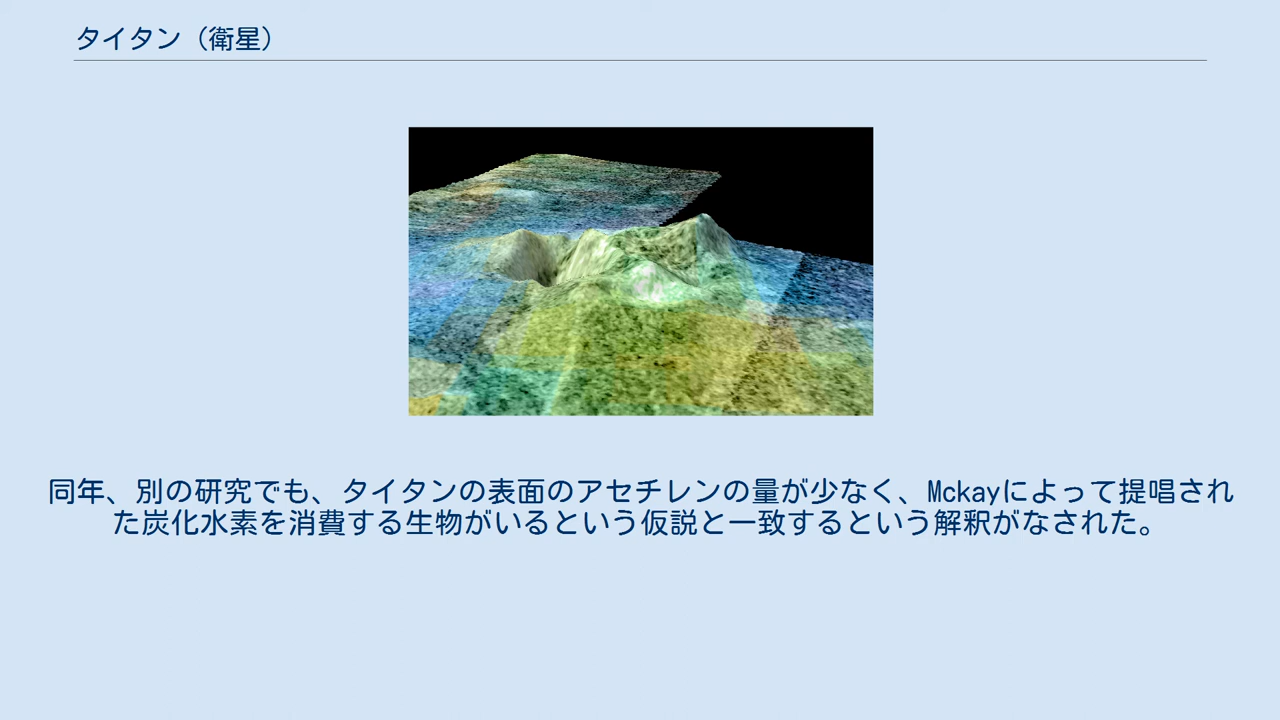 タイタン（衛星）
同年、別の研究でも、タイタンの表面のアセチレンの量が少なく、Mckayによって提唱され
た炭化水素を消費する生物がいるという仮説と一致するという解釈がなされた。